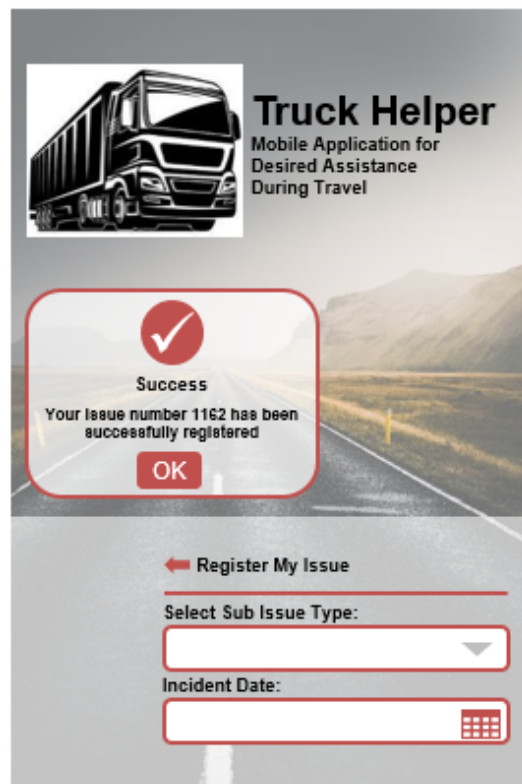 Truck Helper
Mobile Application for
Desired Assistance
During Travel
Success
Your Issue number 1162 has been
successfully registered
OK
Register My Issue
Select Sub Issue Type:
Incident Date: